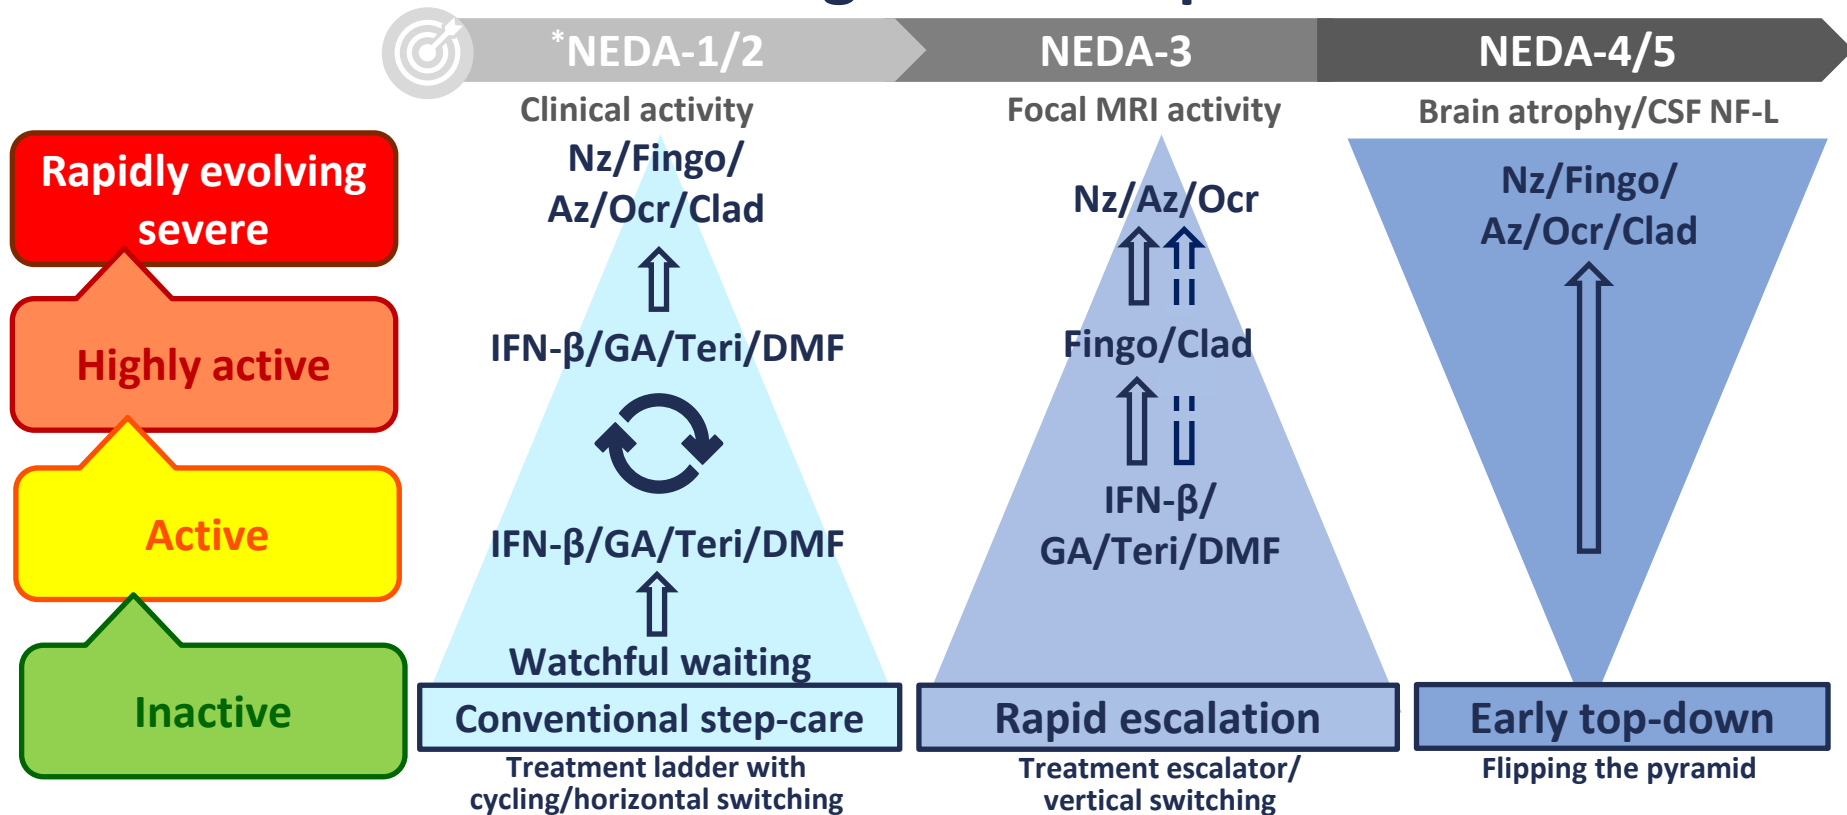 *NEDA-1/2
NEDA-3
NEDA-4/5
Clinical activity
Focal MRI activity
Brain atrophy/CSF NF-L
Rapidly evolving
severe
Highly active
Active
Inactive
Nz/Fingo/
Az/Ocr/Clad
IFN-β/GA/Teri/DMF
IFN-β/GA/Teri/DMF
Watchful waiting
Conventional step-care
Treatment ladder with
cycling/horizontal switching
Nz/Az/Ocr
Fingo/Clad
IFN-β/
GA/Teri/DMF
Rapid escalation
Treatment escalator/
vertical switching
Nz/Fingo/
Az/Ocr/Clad
Early top-down
Flipping the pyramid